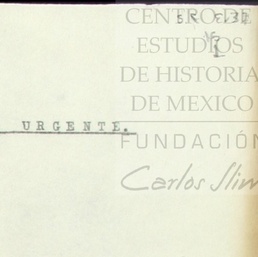 CENTRO DE
ESTUDIOS
DE HISTORIA
DE MEXICO
URGENTE.
FUNDACIÓN
Carlos Slim